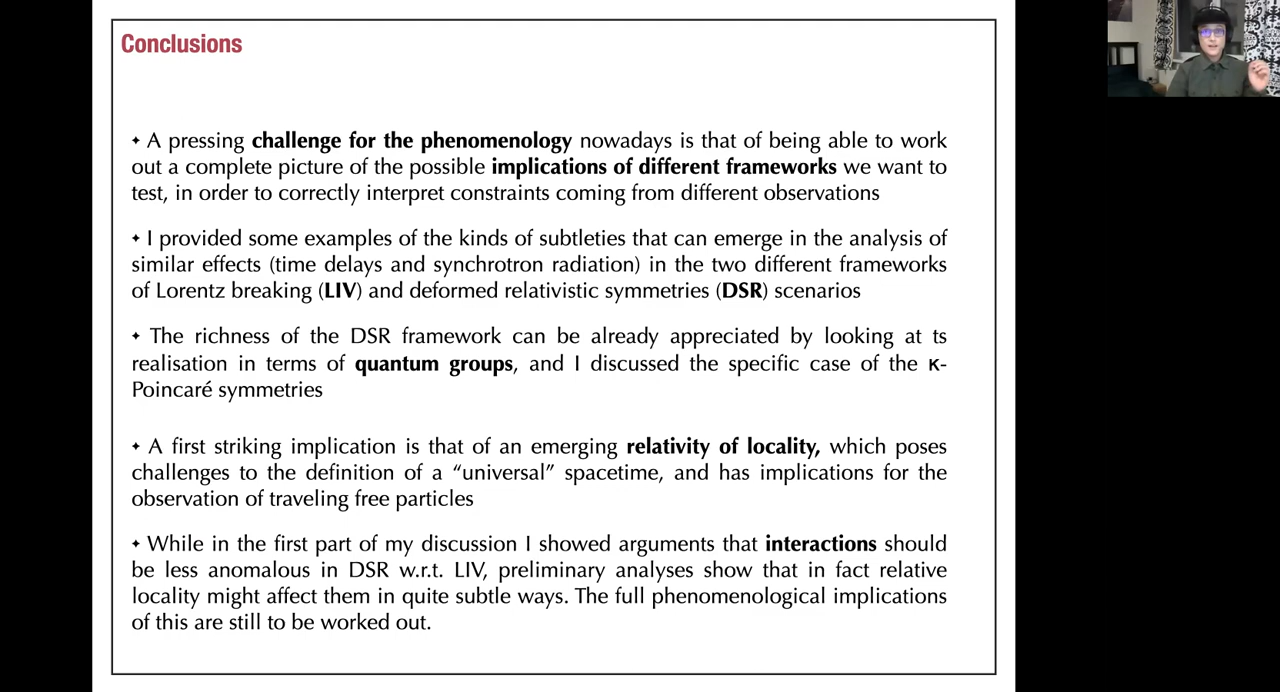 Conclusions
✦ A pressing challenge for the phenomenology nowadays is that of being able to work
out a complete picture of the possible implications of different frameworks we want to
test, in order to correctly interpret constraints coming from different observations
✦ I provided some examples of the kinds of subtleties that can emerge in the analysis of
similar effects (time delays and synchrotron radiation) in the two different frameworks
of Lorentz breaking (LIV) and deformed relativistic symmetries (DSR) scenarios
✦ The richness of the DSR framework can be already appreciated by looking at ts
realisation in terms of quantum groups, and I discussed the specific case of the κ-
Poincaré symmetries
✦ A first striking implication is that of an emerging relativity of locality, which poses
challenges to the definition of a “universal” spacetime, and has implications for the
observation of traveling free particles
✦ While in the first part of my discussion I showed arguments that interactions should
be less anomalous in DSR w.r.t. LIV, preliminary analyses show that in fact relative
locality might affect them in quite subtle ways. The full phenomenological implications
of this are still to be worked out.